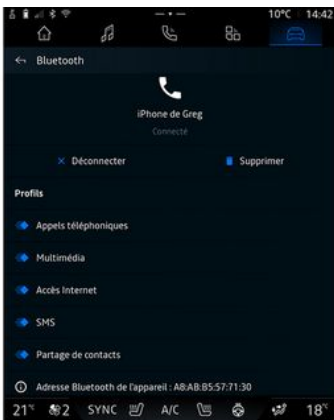 10°C 14:42
Bluetooth
iPhone de Greg
Connecté
Déconnecter
Supprimer
Profils
Appels téléphoniques
Multimédia
Accès Internet
SMS
Partage de contacts
Adresse Bluetooth de l'appareil : A8:AB:B5:57:71:30
21°C 2 SYNC A/C 18°C